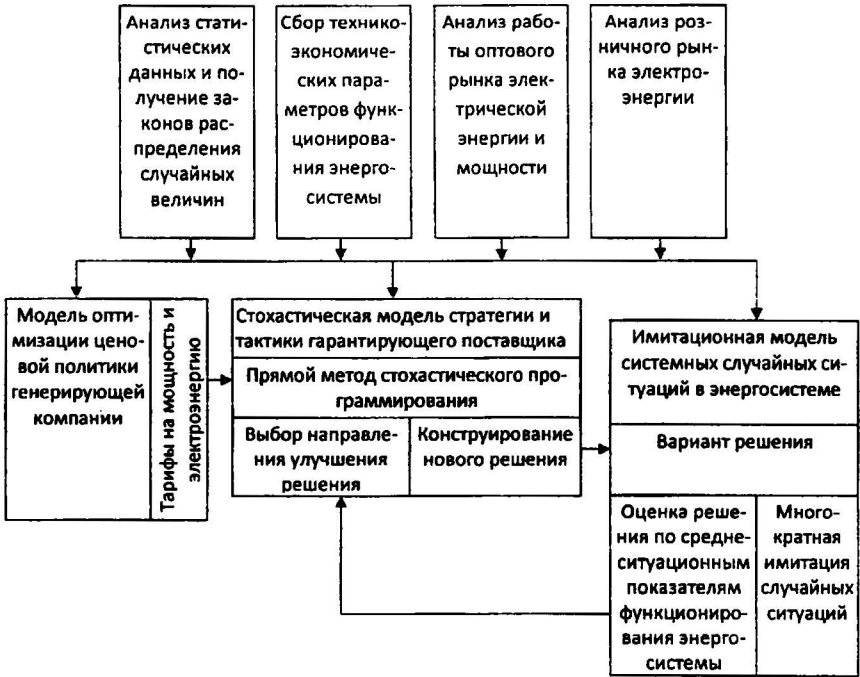 Анализ стати-
стических
данных и по-
лучение за-
конов рас-
пределения
случайных
величин
Сбор технико-
экономиче-
ских пара-
метров функ-
ционирова-
ния энерго-
системы
Анализ рабо-
ты оптового
рынка элек-
трической
энергии и
мощности
Анализ роз-
ничного рын-
ка электро-
энергии
Модель опти-
мизации цено-
вой политики
генерирующей
компании
Тарифы на мощность и
электроэнергию
Стохастическая модель стратегии и
тактики гарантирующего поставщика
Прямой метод стохастического про-
граммирования
Выбор направле-
ния улучшения
решения
Конструирование
нового решения
Имитационная модель
системных случайных си-
туаций в энергосистеме
Вариант решения
Оценка реше-
ния по средне-
ситуационным
показателям
функциониро-
вания энерго-
системы
Много-
кратная
имитация
случайных
ситуаций